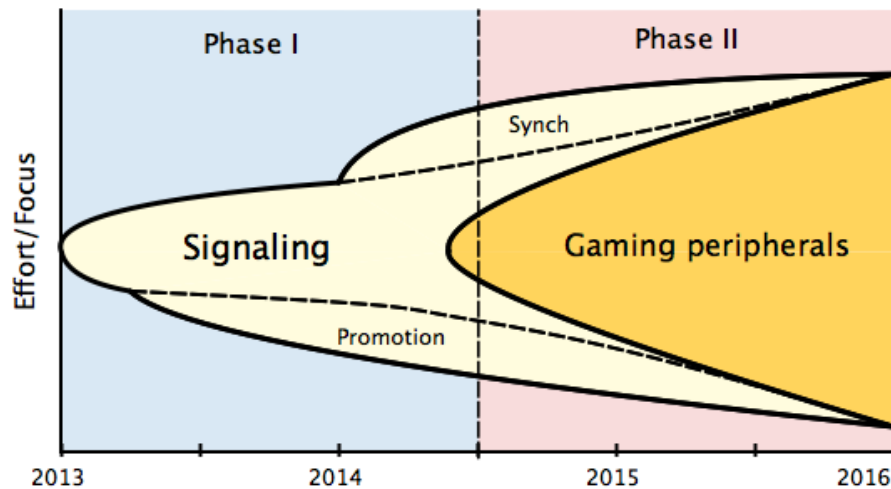 Phase I
Phase II
Synch
Effort/Focus
Signaling
Gaming peripherals
Promotion
2013
2014
2015
2016